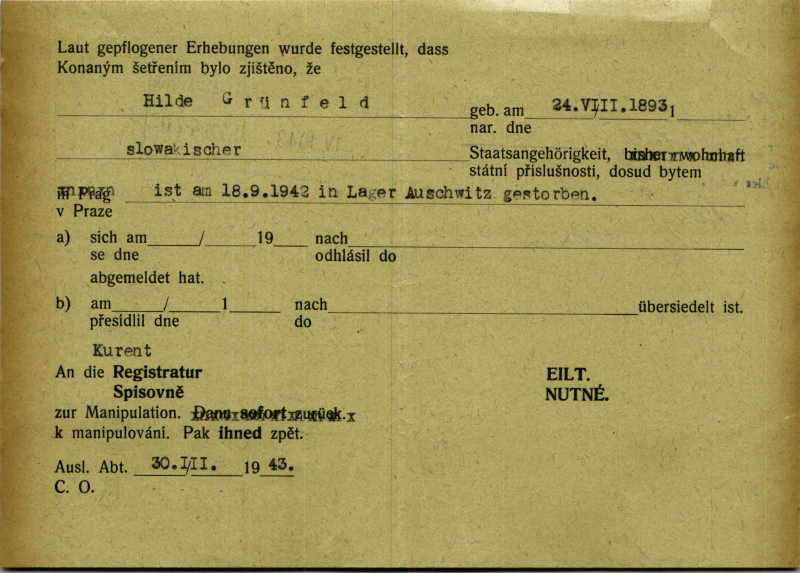 Laut gepflogener Erhebungen wurde festgestellt, dass
Konaným šetřením bylo zjištěno, že
Hilde Grünfeld geb. am 24.VIII.1893
nar. dne
slowakischer Staatsangehörigkeit, bisher wohnhaft
státní příslušnosti, dosud bytem
in Prag ist am 18.9.1942 in Lager Auschwitz gestorben.
v Praze
a) sich am / 19 nach
se dne odhlásil do
abgemeldet hat.
b) am / 1 nach übersiedelt ist.
přesídlil dne do
Kurent
An die Registratur EILT.
Spisovně NUTNÉ.
zur Manipulation. Dann sofort zurück.
k manipulování. Pak ihned zpět.
Ausl. Abt. 30.III. 19 43.
C. O.